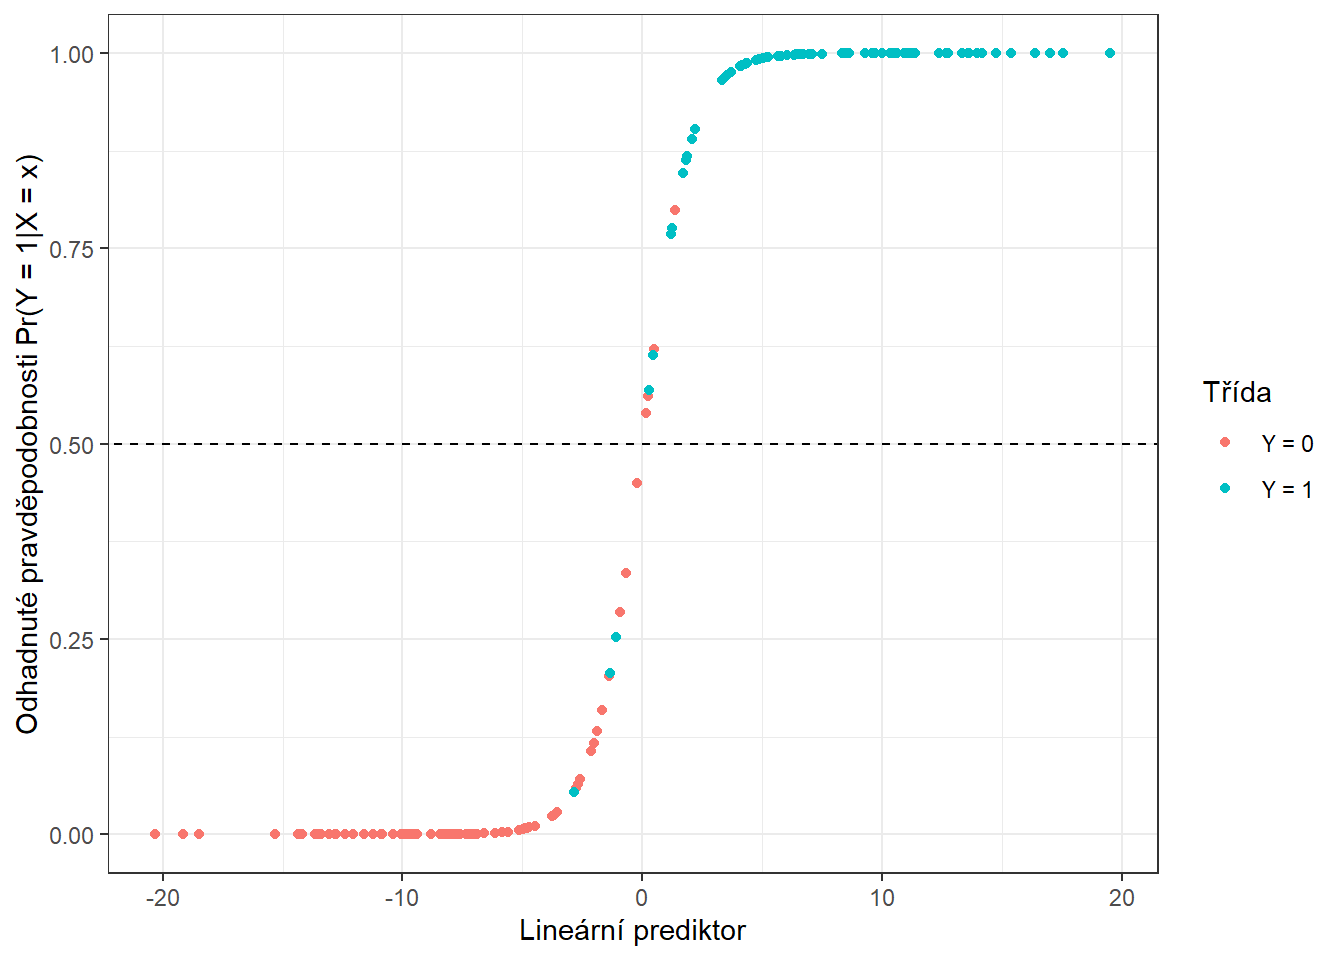 Odhadnuté pravděpodobnosti Pr(Y = 1|X = x)
1.00
0.75
0.50
0.25
0.00
-20
-10
0
10
20
Lineární prediktor
Třída
Y = 0
Y = 1